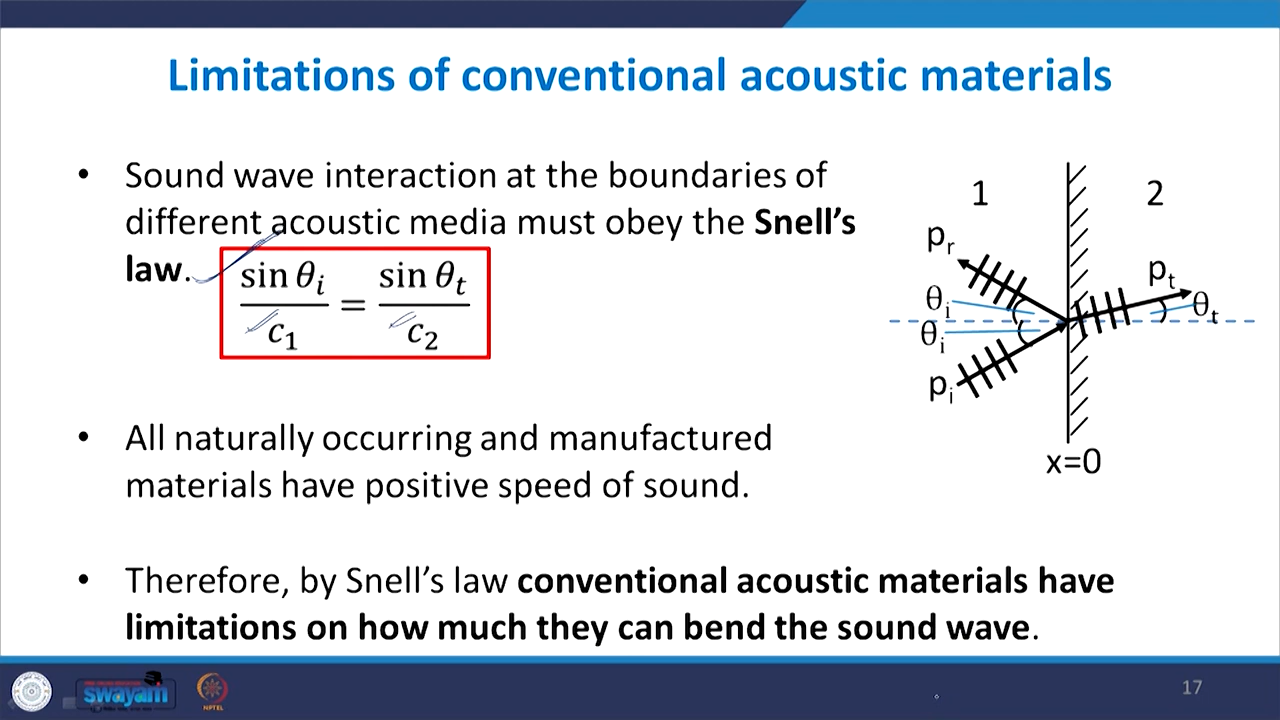 Limitations of conventional acoustic materials
• Sound wave interaction at the boundaries of
different acoustic media must obey the Snell’s
law.
sin θi / c1 = sin θt / c2
• All naturally occurring and manufactured
materials have positive speed of sound.
• Therefore, by Snell’s law conventional acoustic materials have
limitations on how much they can bend the sound wave.
1
2
pr
pt
θi
θt
θi
pi
x=0
swayam
NPTEL
17